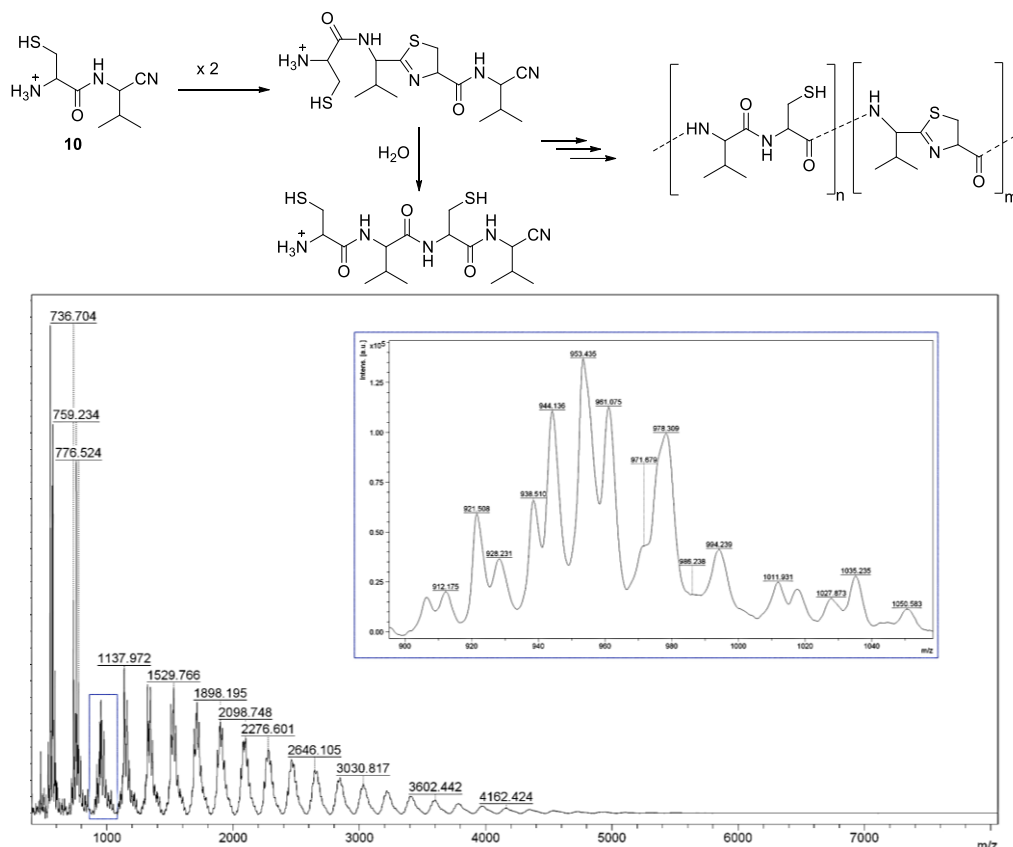 HS
H3N+
O
H
N
CN
10
x 2
O
NH
S
H3N+
HS
N
O
H
N
CN
H2O
HS
H3N+
O
H
N
O
N
H
SH
O
H
N
CN
HN
O
N
H
SH
O
n
H
N
S
N
O
m
736.704
759.234
776.524
1137.972
1529.766
1898.195
2098.748
2276.601
2646.105
3030.817
3602.442
4162.424
1000 2000 3000 4000 5000 6000 7000
m/z
Intens. [a.u.]
x105
1.25
1.00
0.75
0.50
0.25
0.00
912.175
921.508
928.231
938.510
944.136
953.435
961.075
971.679
978.309
986.238
994.239
1011.931
1027.873
1035.235
1050.583
900 920 940 960 980 1000 1020 1040
m/z